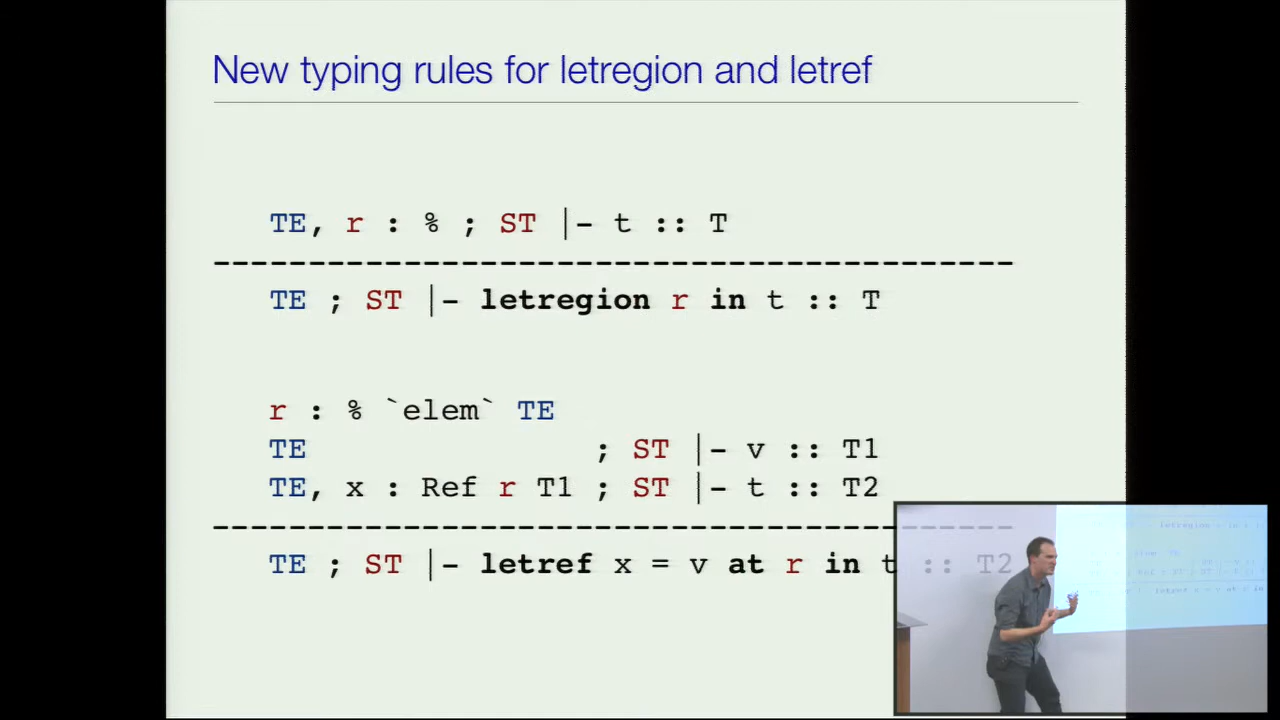 New typing rules for letregion and letref
TE, r : % ; ST |- t :: T
------------------------------------------
TE ; ST |- letregion r in t :: T
r : % `elem` TE
TE ; ST |- v :: T1
TE, x : Ref r T1 ; ST |- t :: T2
------------------------------------------
TE ; ST |- letref x = v at r in t :: T2